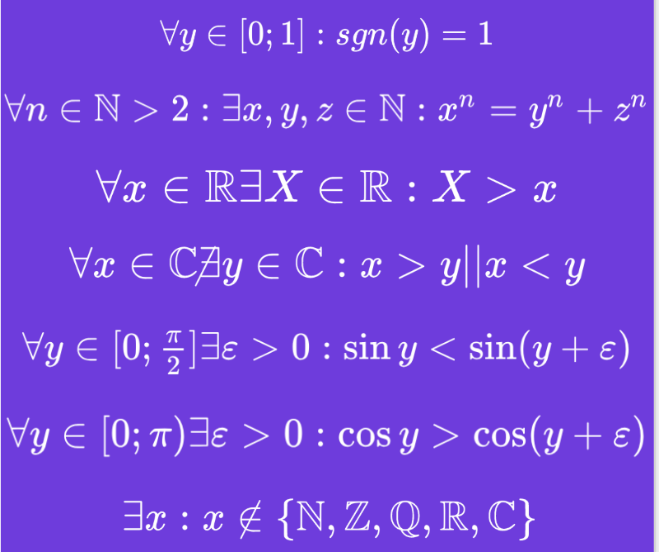 ∀y ∈ [0; 1] : sgn(y) = 1
∀n ∈ ℕ > 2 : ∃x, y, z ∈ ℕ : xⁿ = yⁿ + zⁿ
∀x ∈ ℝ∃X ∈ ℝ : X > x
∀x ∈ ℂ∄y ∈ ℂ : x > y||x < y
∀y ∈ [0; π/2]∃ε > 0 : sin y < sin(y + ε)
∀y ∈ [0; π)∃ε > 0 : cos y > cos(y + ε)
∃x : x ∉ {ℕ, ℤ, ℚ, ℝ, ℂ}